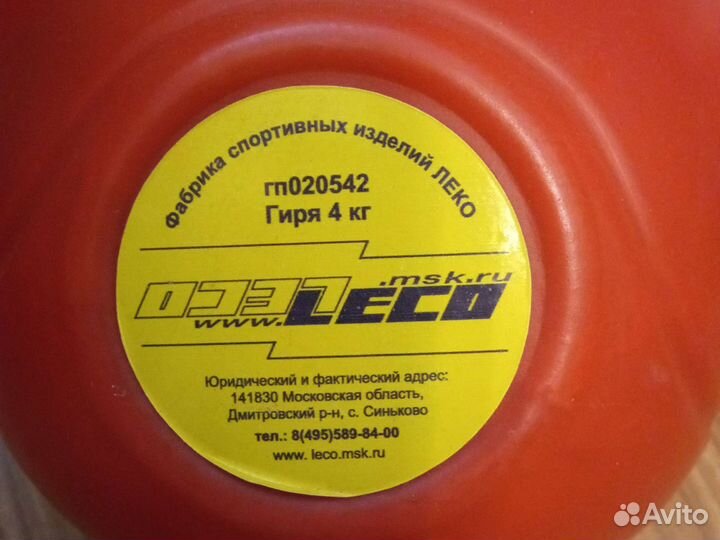 Фабрика спортивных изделий ЛЕКО
гп020542
Гиря 4 кг
.msk.ru
LECO
www.LECO
Юридический и фактический адрес:
141830 Московская область,
Дмитровский р-н, с. Синьково
тел.: 8(495)589-84-00
www. leco.msk.ru
Avito